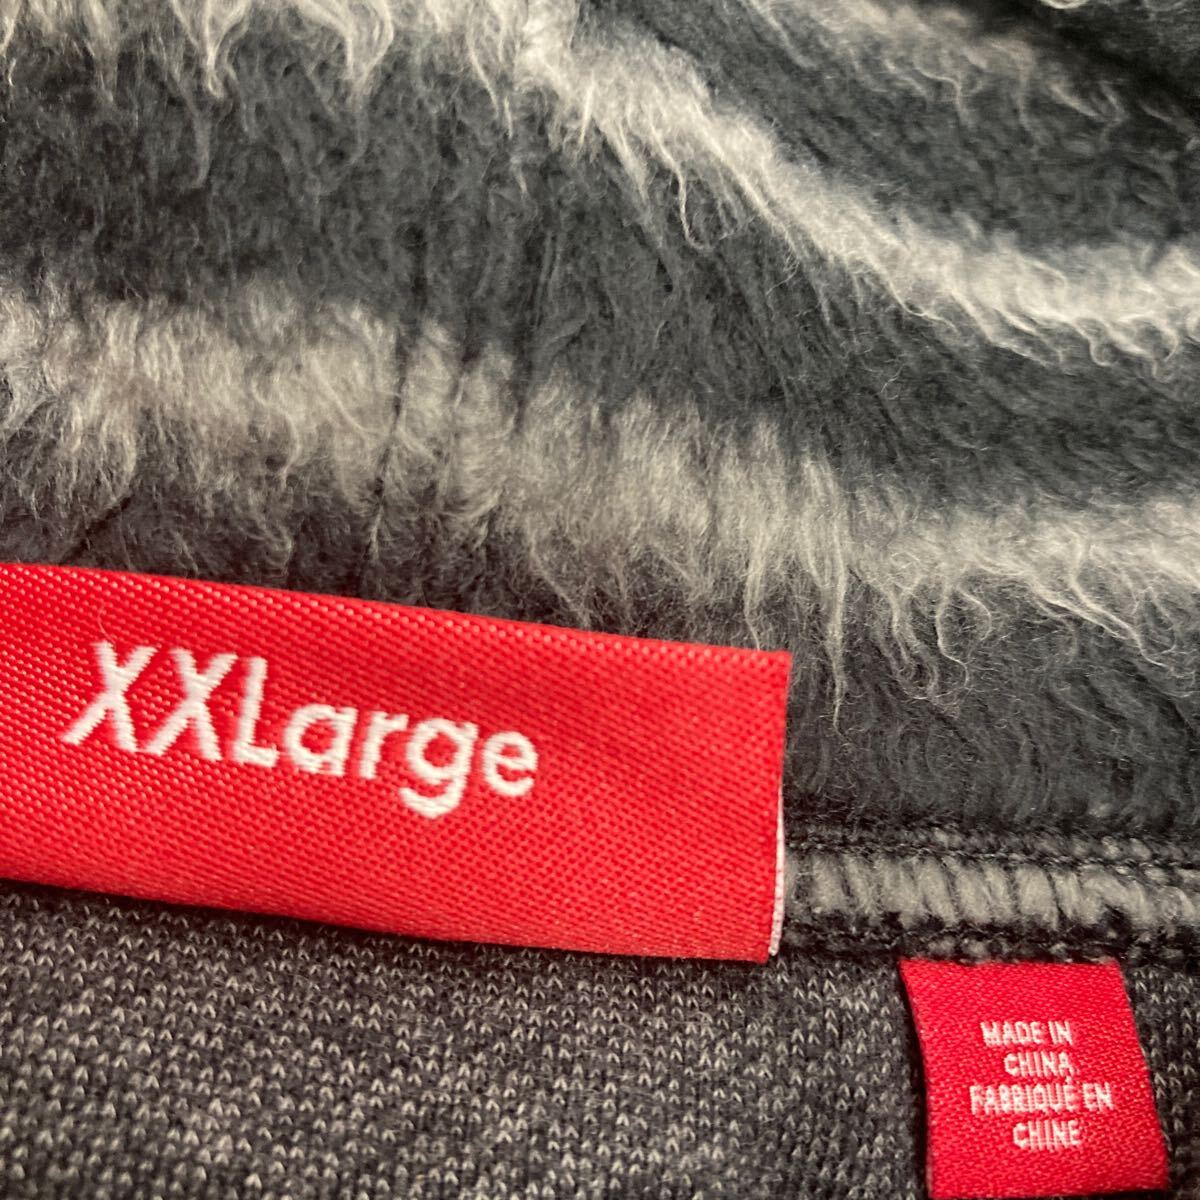 XXLarge
MADE IN
CHINA
FABRIQUÉ EN
CHINE